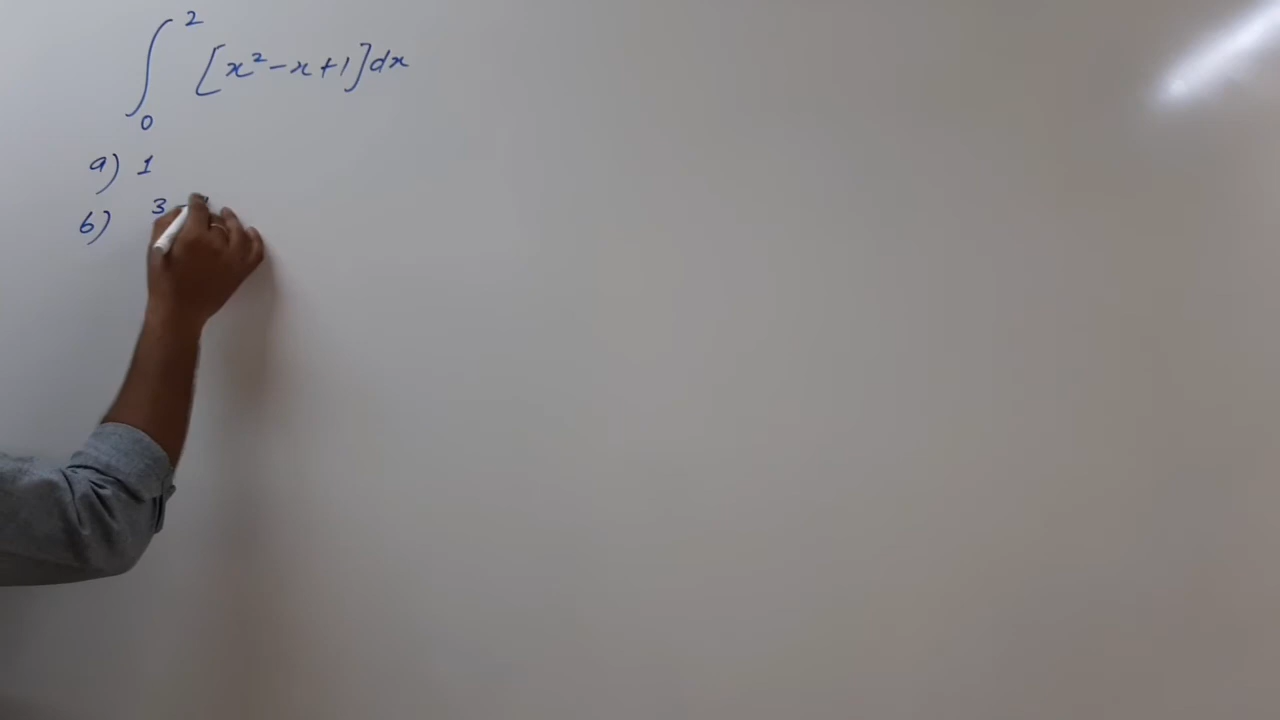 ∫₀² [x² - x + 1] dx
a) 1
b) 3 -